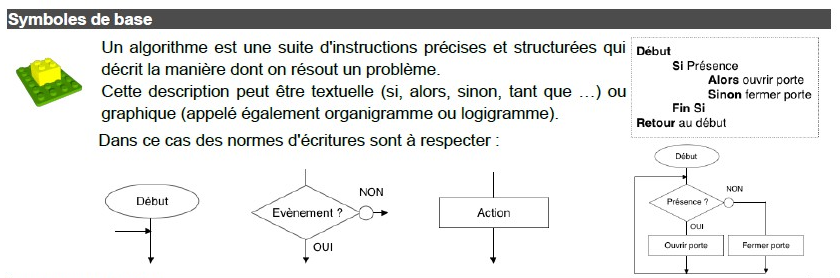 Symboles de base
Un algorithme est une suite d'instructions précises et structurées qui
décrit la manière dont on résout un problème.
Cette description peut être textuelle (si, alors, sinon, tant que …) ou
graphique (appelé également organigramme ou logigramme).
Dans ce cas des normes d'écritures sont à respecter :
Début
Si Présence
Alors ouvrir porte
Sinon fermer porte
Fin Si
Retour au début
Début
Evènement ?
NON
OUI
Action
Début
Présence ?
NON
OUI
Ouvrir porte
Fermer porte